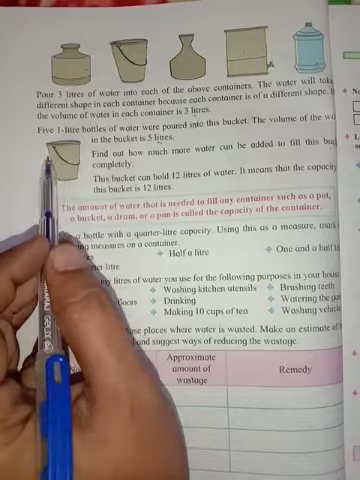 Pour 3 litres of water into each of the above containers. The water will take
different shape in each container because each container is of a different shape.
the volume of water in each container is 3 litres.
Five 1-litre bottles of water were poured into this bucket. The volume of the
in the bucket is 5 litres.
Find out how much more water can be added to fill this
completely.
This bucket can hold 12 litres of water. It means that the capacity
this bucket is 12 litres.
The amount of water that is needed to fill any container such as a pot,
a bucket, a drum, or a pan is called the capacity of the container.
a bottle with a quarter-litre capacity. Using this as a measure, mark
measures on a container.
Half a litre
One and a half
litre
litres of water you use for the following purposes in your
Washing kitchen utensils
Brushing teeth
floors
Drinking
Watering the
Making 10 cups of tea
Washing
places where water is wasted. Make an estimate of
and suggest ways of reducing the wastage.
Approximate
amount of
wastage
Remedy
GELIX